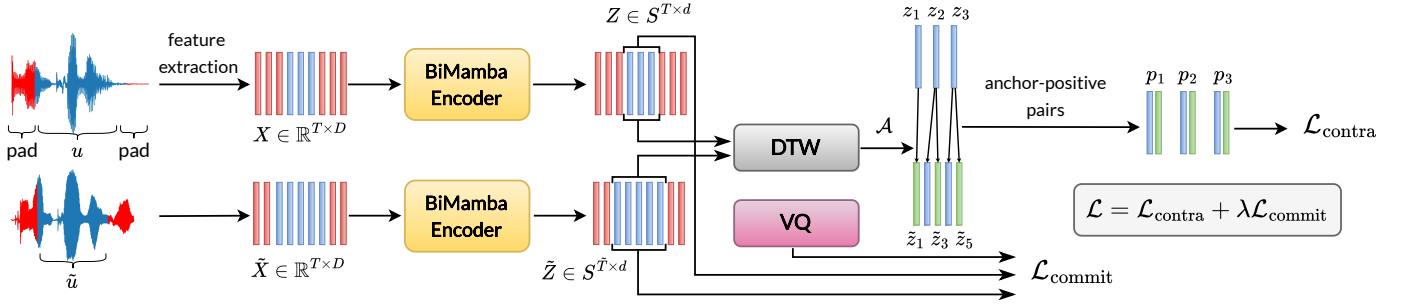 feature
extraction
pad
u
pad
X ∈ ℝ^{T×D}
BiMamba
Encoder
Z ∈ S^{T×d}
DTW
𝒜
z_1 z_2 z_3
anchor-positive
pairs
p_1 p_2 p_3
ℒ_contra
ũ
X̃ ∈ ℝ^{T×D}
BiMamba
Encoder
Z̃ ∈ S^{T̃×d}
VQ
z̃_1 z̃_3 z̃_5
ℒ = ℒ_contra + λℒ_commit
ℒ_commit